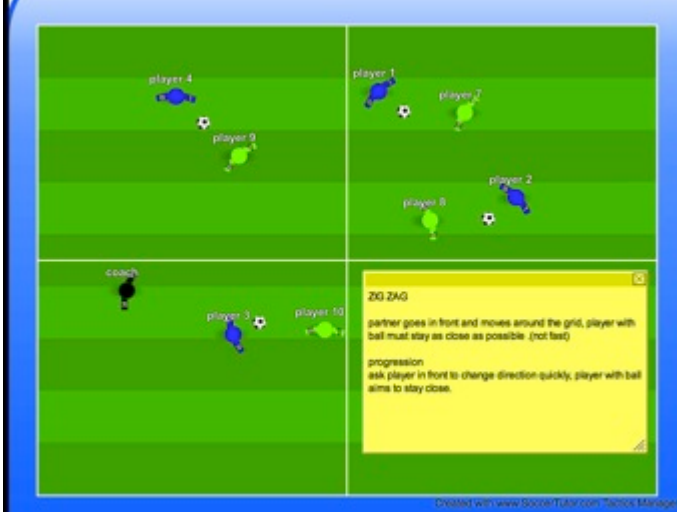 player 4
player 1
player 7
player 9
player 2
player 8
coach
player 3
player 10
ZIG ZAG
partner goes in front and moves around the grid, player with
ball must stay as close as possible .(not fast)
progression
ask player in front to change direction quickly, player with ball
aims to stay close.
Created with www.SoccerTutor.com Tactics Manage